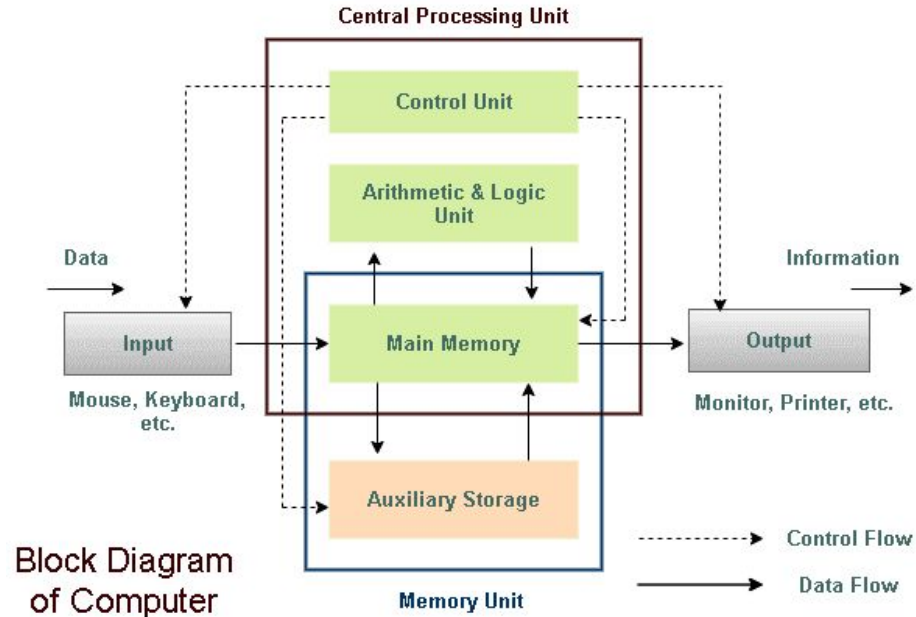 Central Processing Unit
Control Unit
Arithmetic & Logic
Unit
Data
Information
Input
Main Memory
Output
Mouse, Keyboard,
etc.
Monitor, Printer, etc.
Auxiliary Storage
Control Flow
Data Flow
Block Diagram
of Computer
Memory Unit